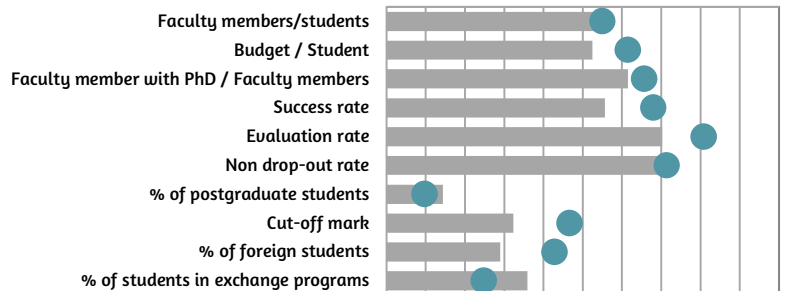 Faculty members/students
Budget / Student
Faculty member with PhD / Faculty members
Success rate
Evaluation rate
Non drop-out rate
% of postgraduate students
Cut-off mark
% of foreign students
% of students in exchange programs